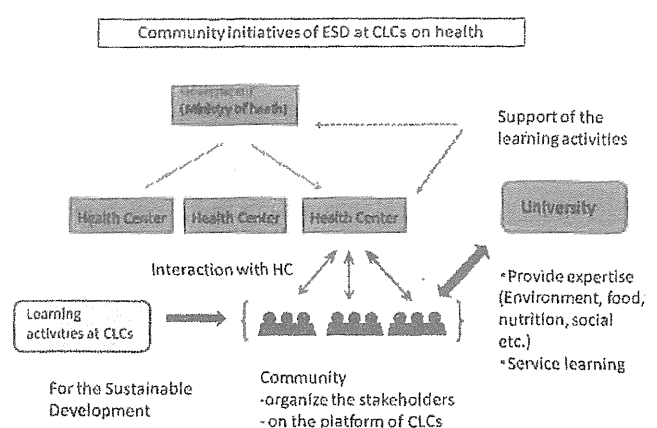 Community initiatives of ESD at CLCs on health
(Ministry of heath)
Support of the
learning activities
Health Center
Health Center
Health Center
University
Interaction with HC
Learning
activities at CLCs
•Provide expertise
(Environment, food,
nutrition, social
etc.)
•Service learning
For the Sustainable
Development
Community
-organize the stakeholders
- on the platform of CLCs